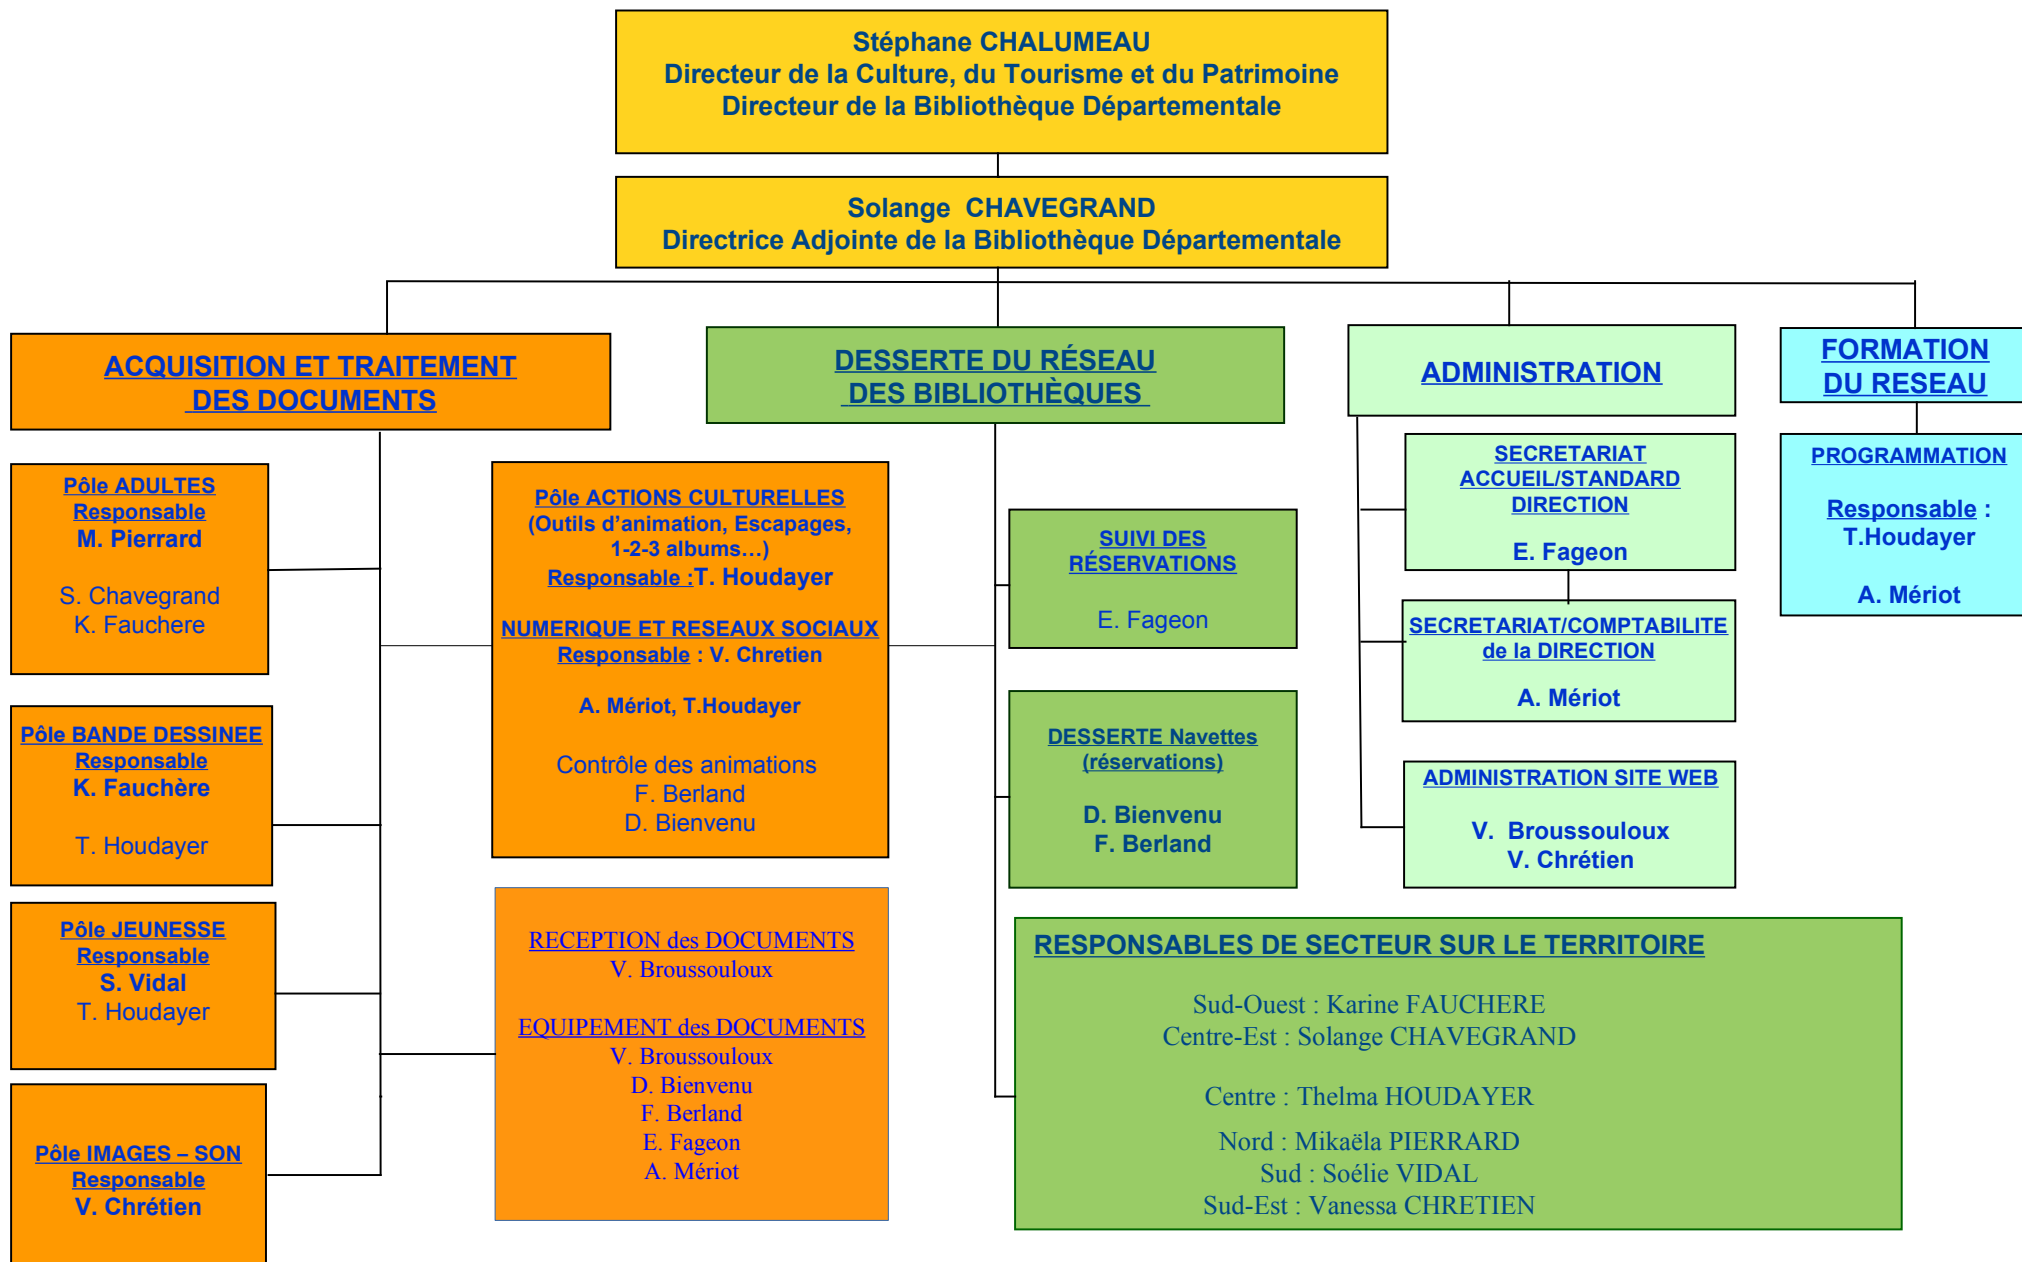 Stéphane CHALUMEAU
Directeur de la Culture, du Tourisme et du Patrimoine
Directeur de la Bibliothèque Départementale
Solange CHAVEGRAND
Directrice Adjointe de la Bibliothèque Départementale
ACQUISITION ET TRAITEMENT
DES DOCUMENTS
Pôle ADULTES
Responsable
M. Pierrard
S. Chavegrand
K. Fauchere
Pôle BANDE DESSINEE
Responsable
K. Fauchère
T. Houdayer
Pôle JEUNESSE
Responsable
S. Vidal
T. Houdayer
Pôle IMAGES – SON
Responsable
V. Chrétien
Pôle ACTIONS CULTURELLES
(Outils d’animation, Escapages,
1-2-3 albums…)
Responsable :T. Houdayer
NUMERIQUE ET RESEAUX SOCIAUX
Responsable : V. Chretien
A. Mériot, T.Houdayer
Contrôle des animations
F. Berland
D. Bienvenu
RECEPTION des DOCUMENTS
V. Broussouloux
EQUIPEMENT des DOCUMENTS
V. Broussouloux
D. Bienvenu
F. Berland
E. Fageon
A. Mériot
DESSERTE DU RÉSEAU
DES BIBLIOTHÈQUES
SUIVI DES
RÉSERVATIONS
E. Fageon
DESSERTE Navettes
(réservations)
D. Bienvenu
F. Berland
RESPONSABLES DE SECTEUR SUR LE TERRITOIRE
Sud-Ouest : Karine FAUCHERE
Centre-Est : Solange CHAVEGRAND
Centre : Thelma HOUDAYER
Nord : Mikaëla PIERRARD
Sud : Soélie VIDAL
Sud-Est : Vanessa CHRETIEN
ADMINISTRATION
SECRETARIAT
ACCUEIL/STANDARD
DIRECTION
E. Fageon
SECRETARIAT/COMPTABILITE
de la DIRECTION
A. Mériot
ADMINISTRATION SITE WEB
V. Broussouloux
V. Chrétien
FORMATION
DU RESEAU
PROGRAMMATION
Responsable :
T.Houdayer
A. Mériot